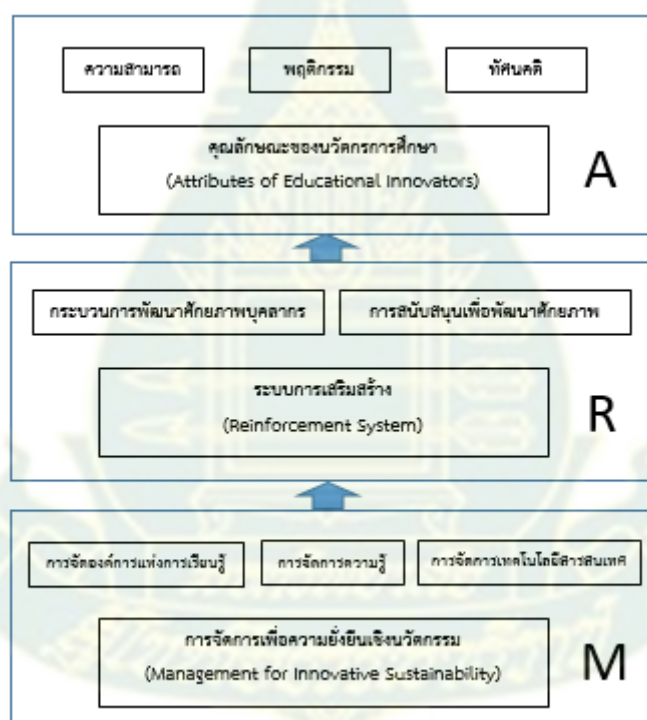 ความสามารถ
พฤติกรรม
ทัศนคติ
คุณลักษณะของนวัตกรการศึกษา
(Attributes of Educational Innovators)
A
กระบวนการพัฒนาศักยภาพบุคลากร
การสนับสนุนเพื่อพัฒนาศักยภาพ
ระบบการเสริมสร้าง
(Reinforcement System)
R
การจัดองค์การแห่งการเรียนรู้
การจัดการความรู้
การจัดการเทคโนโลยีสารสนเทศ
การจัดการเพื่อความยั่งยืนเชิงนวัตกรรม
(Management for Innovative Sustainability)
M